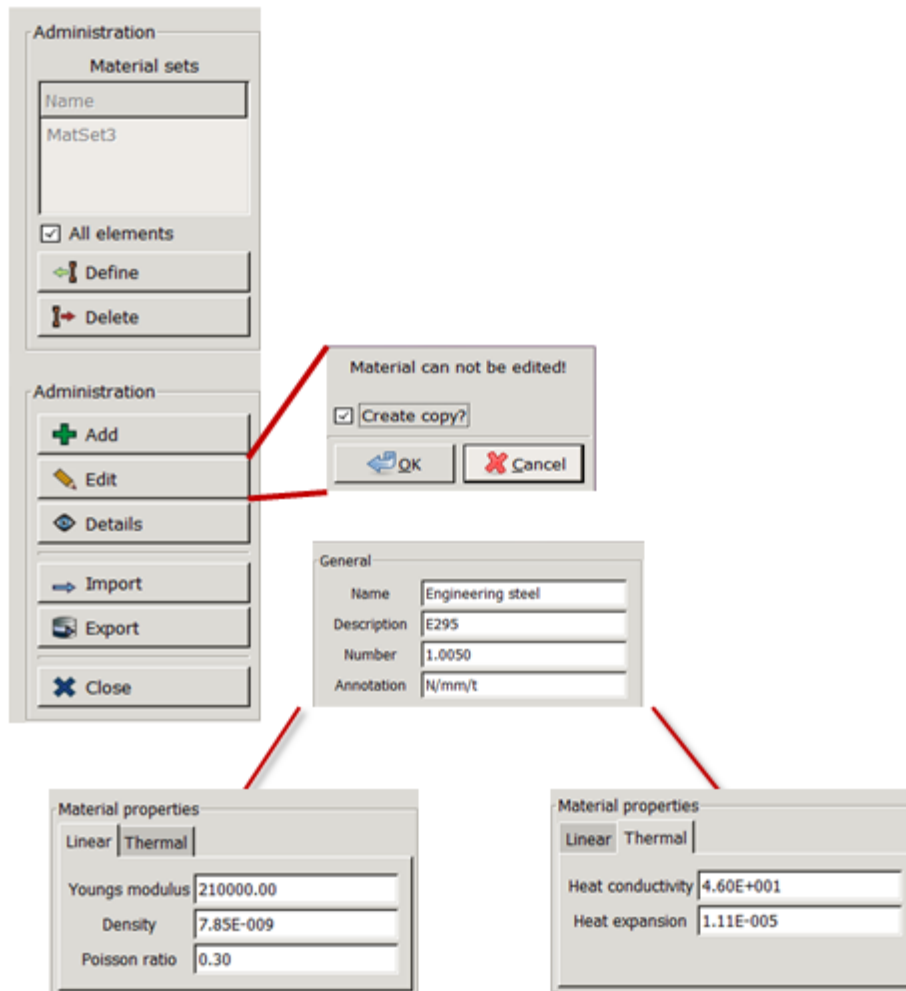 Administration
Material sets
Name
MatSet3
All elements
Define
Delete
Administration
Add
Edit
Details
Import
Export
Close
Material can not be edited!
Create copy?
OK
Cancel
General
Name Engineering steel
Description E295
Number 1.0050
Annotation N/mm/t
Material properties
Linear Thermal
Youngs modulus 210000.00
Density 7.85E-009
Poisson ratio 0.30
Material properties
Linear Thermal
Heat conductivity 4.60E+001
Heat expansion 1.11E-005